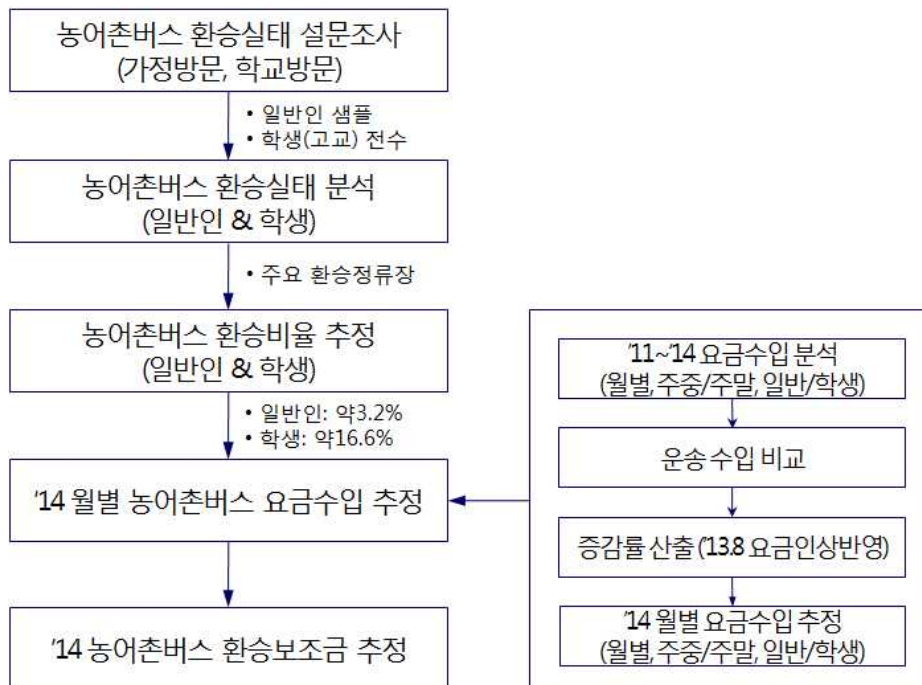 농어촌버스 환승실태 설문조사
(가정방문, 학교방문)
• 일반인 샘플
• 학생(고교) 전수
농어촌버스 환승실태 분석
(일반인 & 학생)
• 주요 환승정류장
농어촌버스 환승비율 추정
(일반인 & 학생)
• 일반인: 약3.2%
• 학생: 약16.6%
'14 월별 농어촌버스 요금수입 추정
'14 농어촌버스 환승보조금 추정
'11~'14 요금수입 분석
(월별, 주중/주말, 일반/학생)
운송 수입 비교
증감률 산출 ('13.8 요금인상반영)
'14 월별 요금수입 추정
(월별, 주중/주말, 일반/학생)